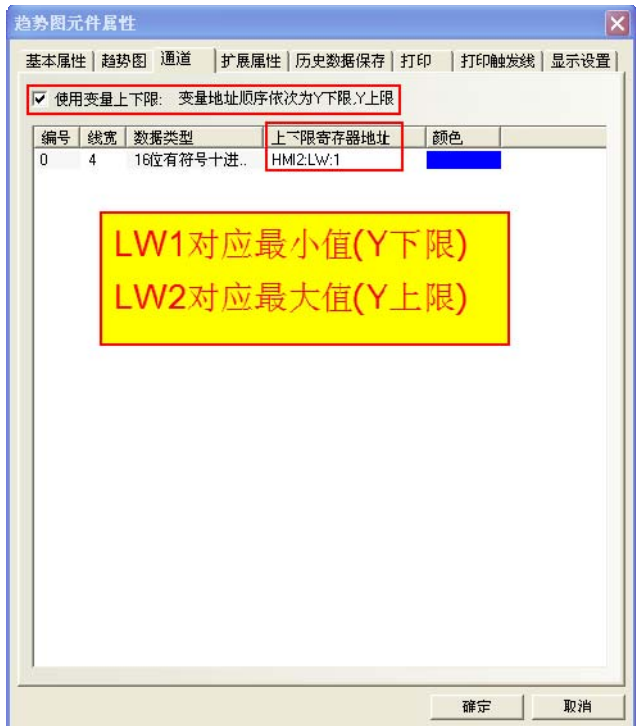 趋势图元件属性
基本属性 趋势图 通道 扩展属性 历史数据保存 打印 打印触发线 显示设置
使用变量上下限: 变量地址顺序依次为Y下限,Y上限
编号 线宽 数据类型 上下限寄存器地址 颜色
0 4 16位有符号十进.. HMI2:LW:1
LW1对应最小值(Y下限)
LW2对应最大值(Y上限)
确定 取消